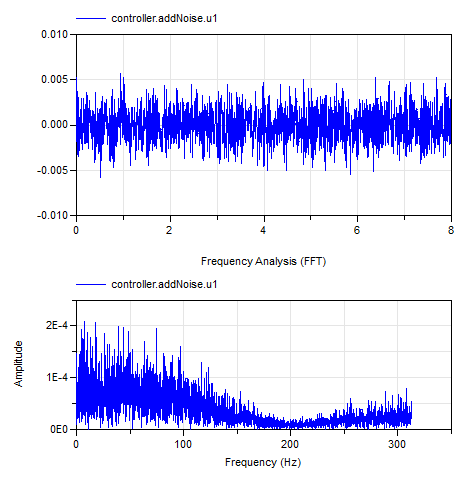 controller.addNoise.u1
0.010
0.005
0.000
-0.005
-0.010
0 2 4 6 8
Frequency Analysis (FFT)
controller.addNoise.u1
Amplitude
2E-4
1E-4
0E0
0 100 200 300
Frequency (Hz)